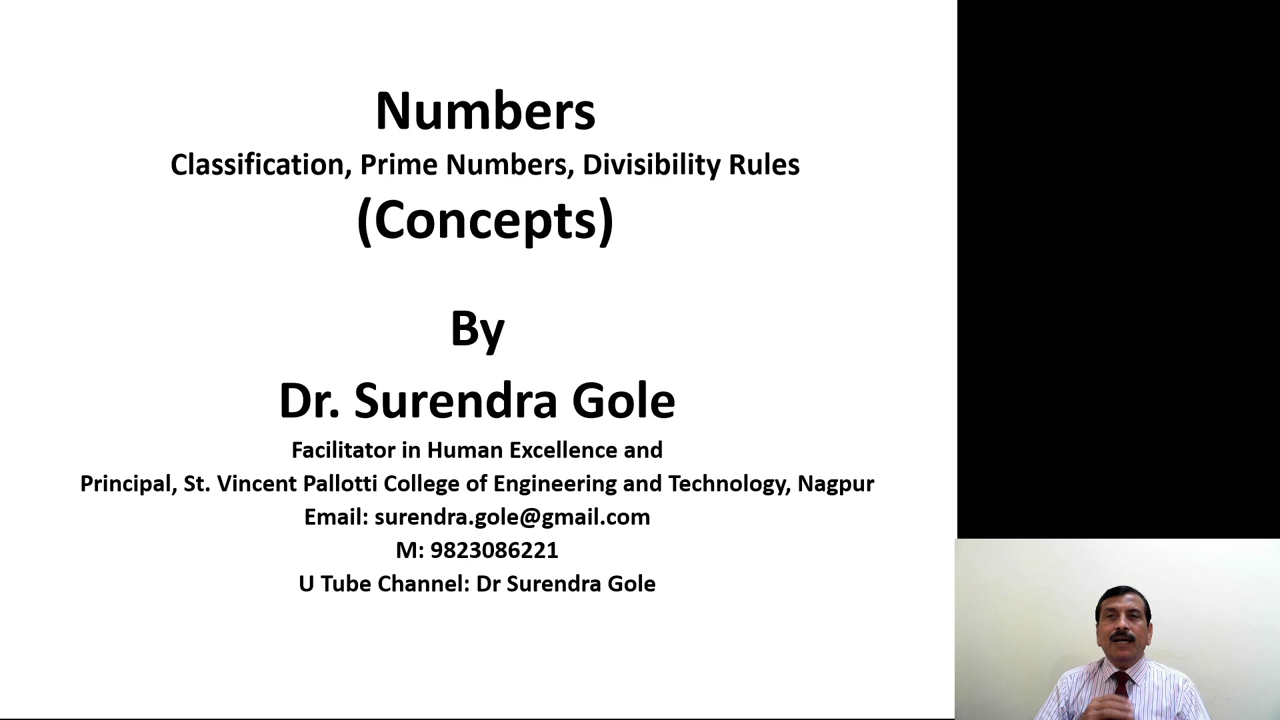 Numbers
Classification, Prime Numbers, Divisibility Rules
(Concepts)
By
Dr. Surendra Gole
Facilitator in Human Excellence and
Principal, St. Vincent Pallotti College of Engineering and Technology, Nagpur
Email: surendra.gole@gmail.com
M: 9823086221
U Tube Channel: Dr Surendra Gole